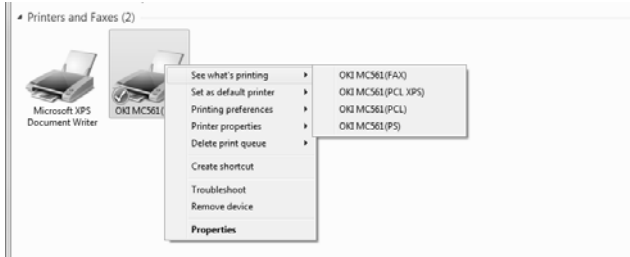 Printers and Faxes (2)
Microsoft XPS
Document Writer
OKI MC561(
See what's printing
Set as default printer
Printing preferences
Printer properties
Delete print queue
Create shortcut
Troubleshoot
Remove device
Properties
OKI MC561(FAX)
OKI MC561(PCL XPS)
OKI MC561(PCL)
OKI MC561(PS)